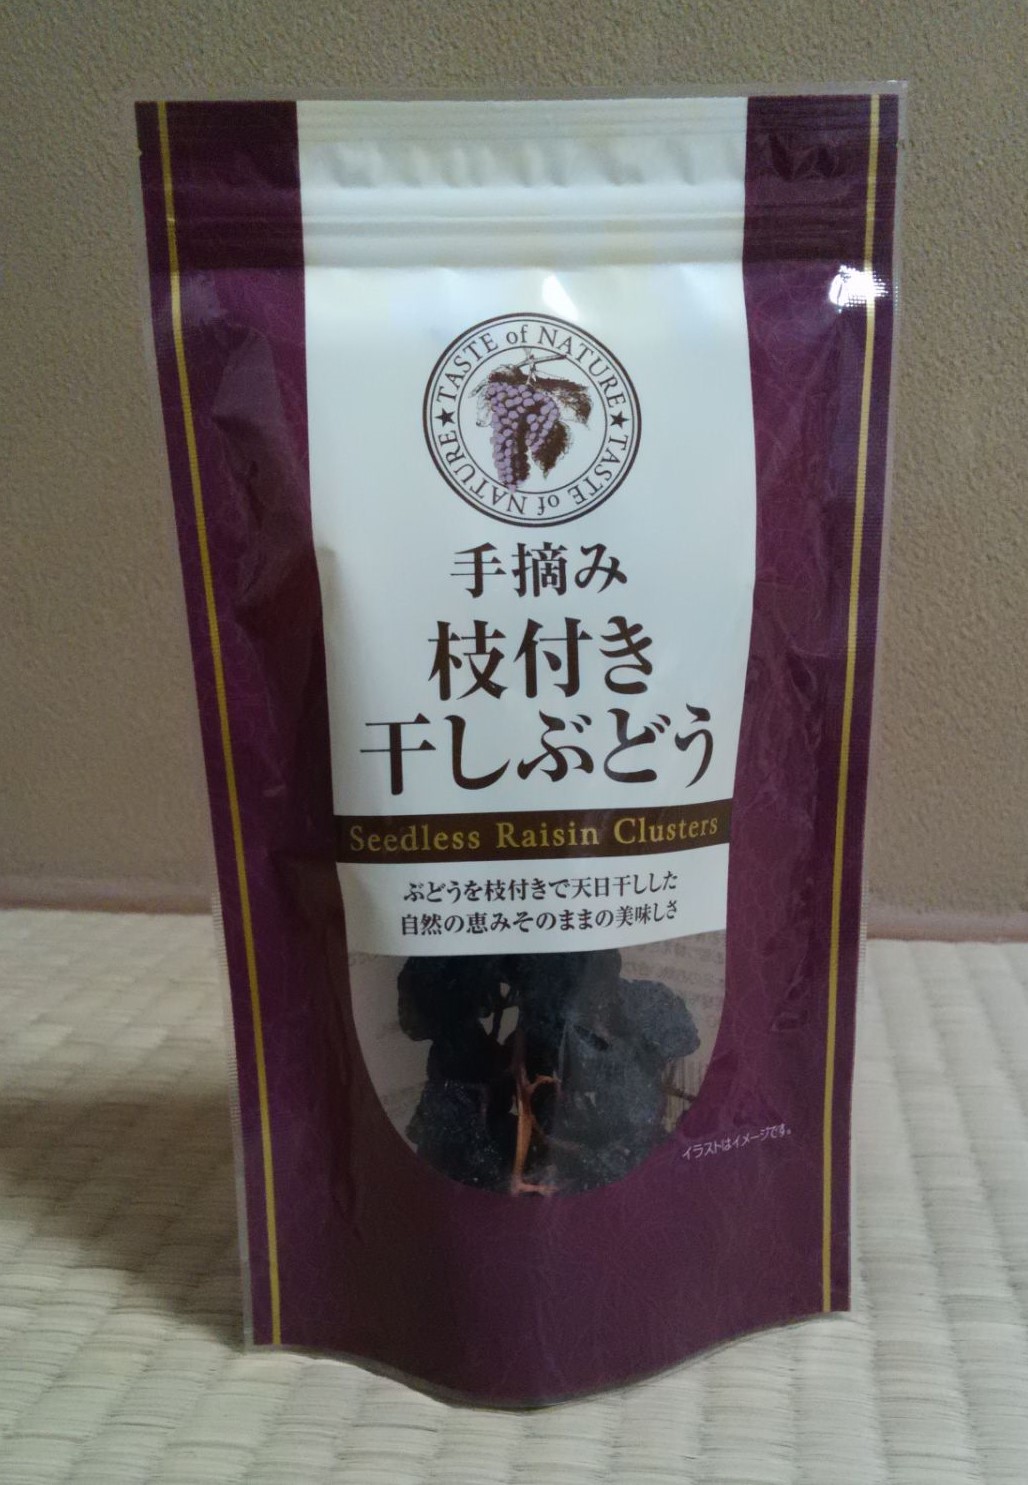 TASTE of NATURE ★ TASTE of NATURE ★
手摘み
枝付き
干しぶどう
Seedless Raisin Clusters
ぶどうを枝付きで天日干しした
自然の恵みそのままの美味しさ
イラストはイメージです。